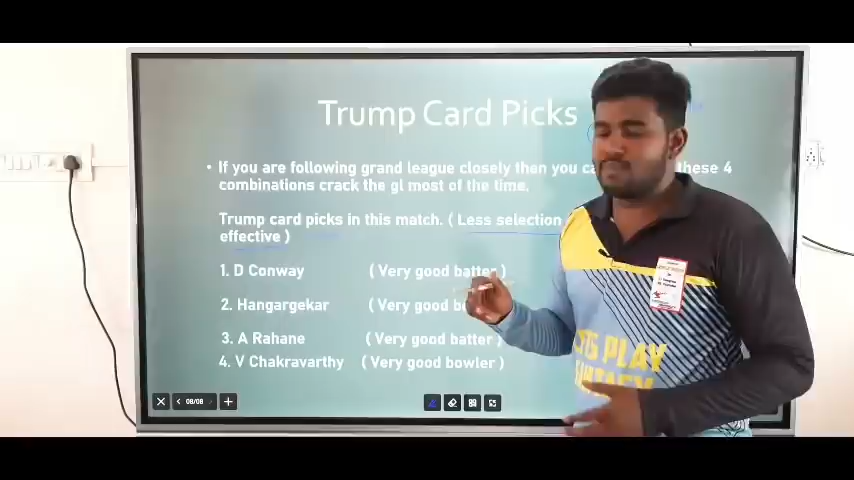 Trump Card Picks
• If you are following grand league closely then you these 4
combinations crack the gl most of the time.
Trump card picks in this match. ( Less selection
effective )
1. D Conway ( Very good batter )
2. Hangargekar ( Very good
3. A Rahane ( Very good batter )
4. V Chakravarthy ( Very good bowler )
08/08
PLAY
FANTASY